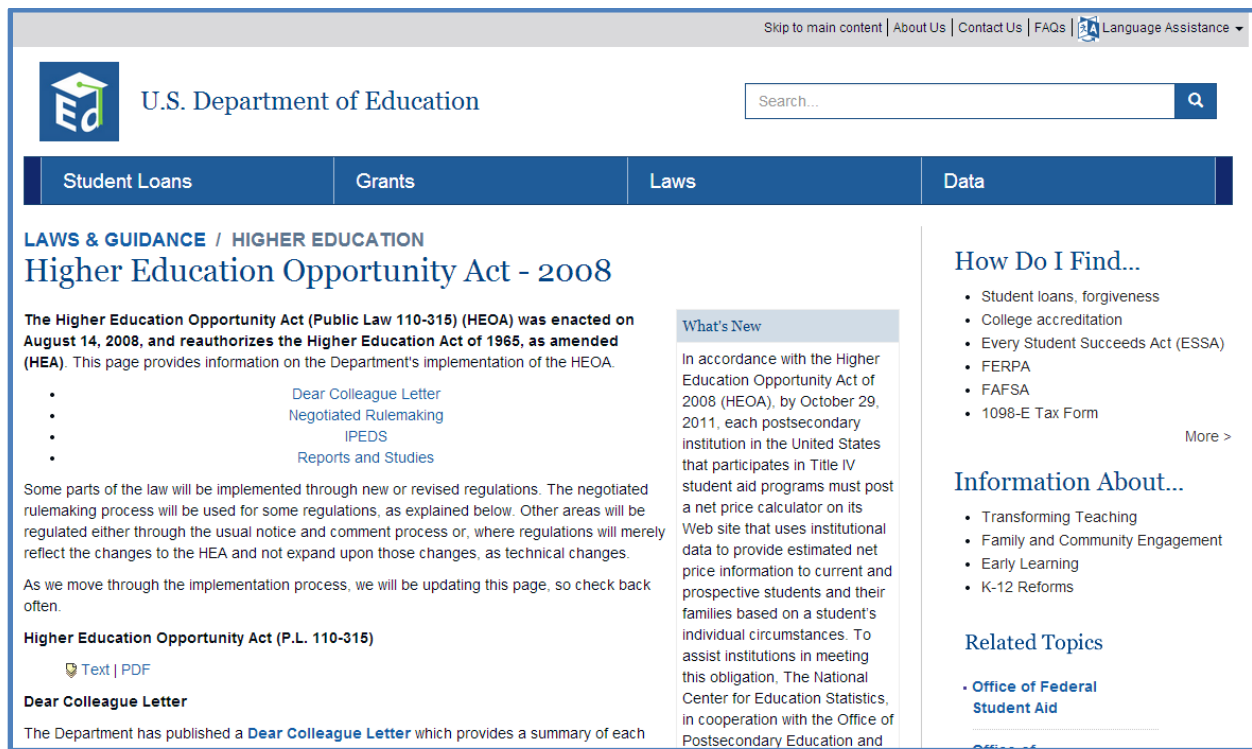 Skip to main content | About Us | Contact Us | FAQs | Language Assistance
Ed
U.S. Department of Education
Search...
Student Loans
Grants
Laws
Data
LAWS & GUIDANCE / HIGHER EDUCATION
Higher Education Opportunity Act - 2008
The Higher Education Opportunity Act (Public Law 110-315) (HEOA) was enacted on
August 14, 2008, and reauthorizes the Higher Education Act of 1965, as amended
(HEA). This page provides information on the Department's implementation of the HEOA.
• Dear Colleague Letter
• Negotiated Rulemaking
• IPEDS
• Reports and Studies
Some parts of the law will be implemented through new or revised regulations. The negotiated
rulemaking process will be used for some regulations, as explained below. Other areas will be
regulated either through the usual notice and comment process or, where regulations will merely
reflect the changes to the HEA and not expand upon those changes, as technical changes.
As we move through the implementation process, we will be updating this page, so check back
often.
Higher Education Opportunity Act (P.L. 110-315)
Text | PDF
Dear Colleague Letter
The Department has published a Dear Colleague Letter which provides a summary of each
What's New
In accordance with the Higher
Education Opportunity Act of
2008 (HEOA), by October 29,
2011, each postsecondary
institution in the United States
that participates in Title IV
student aid programs must post
a net price calculator on its
Web site that uses institutional
data to provide estimated net
price information to current and
prospective students and their
families based on a student's
individual circumstances. To
assist institutions in meeting
this obligation, The National
Center for Education Statistics,
in cooperation with the Office of
Postsecondary Education and
How Do I Find...
• Student loans, forgiveness
• College accreditation
• Every Student Succeeds Act (ESSA)
• FERPA
• FAFSA
• 1098-E Tax Form
More >
Information About...
• Transforming Teaching
• Family and Community Engagement
• Early Learning
• K-12 Reforms
Related Topics
• Office of Federal
Student Aid